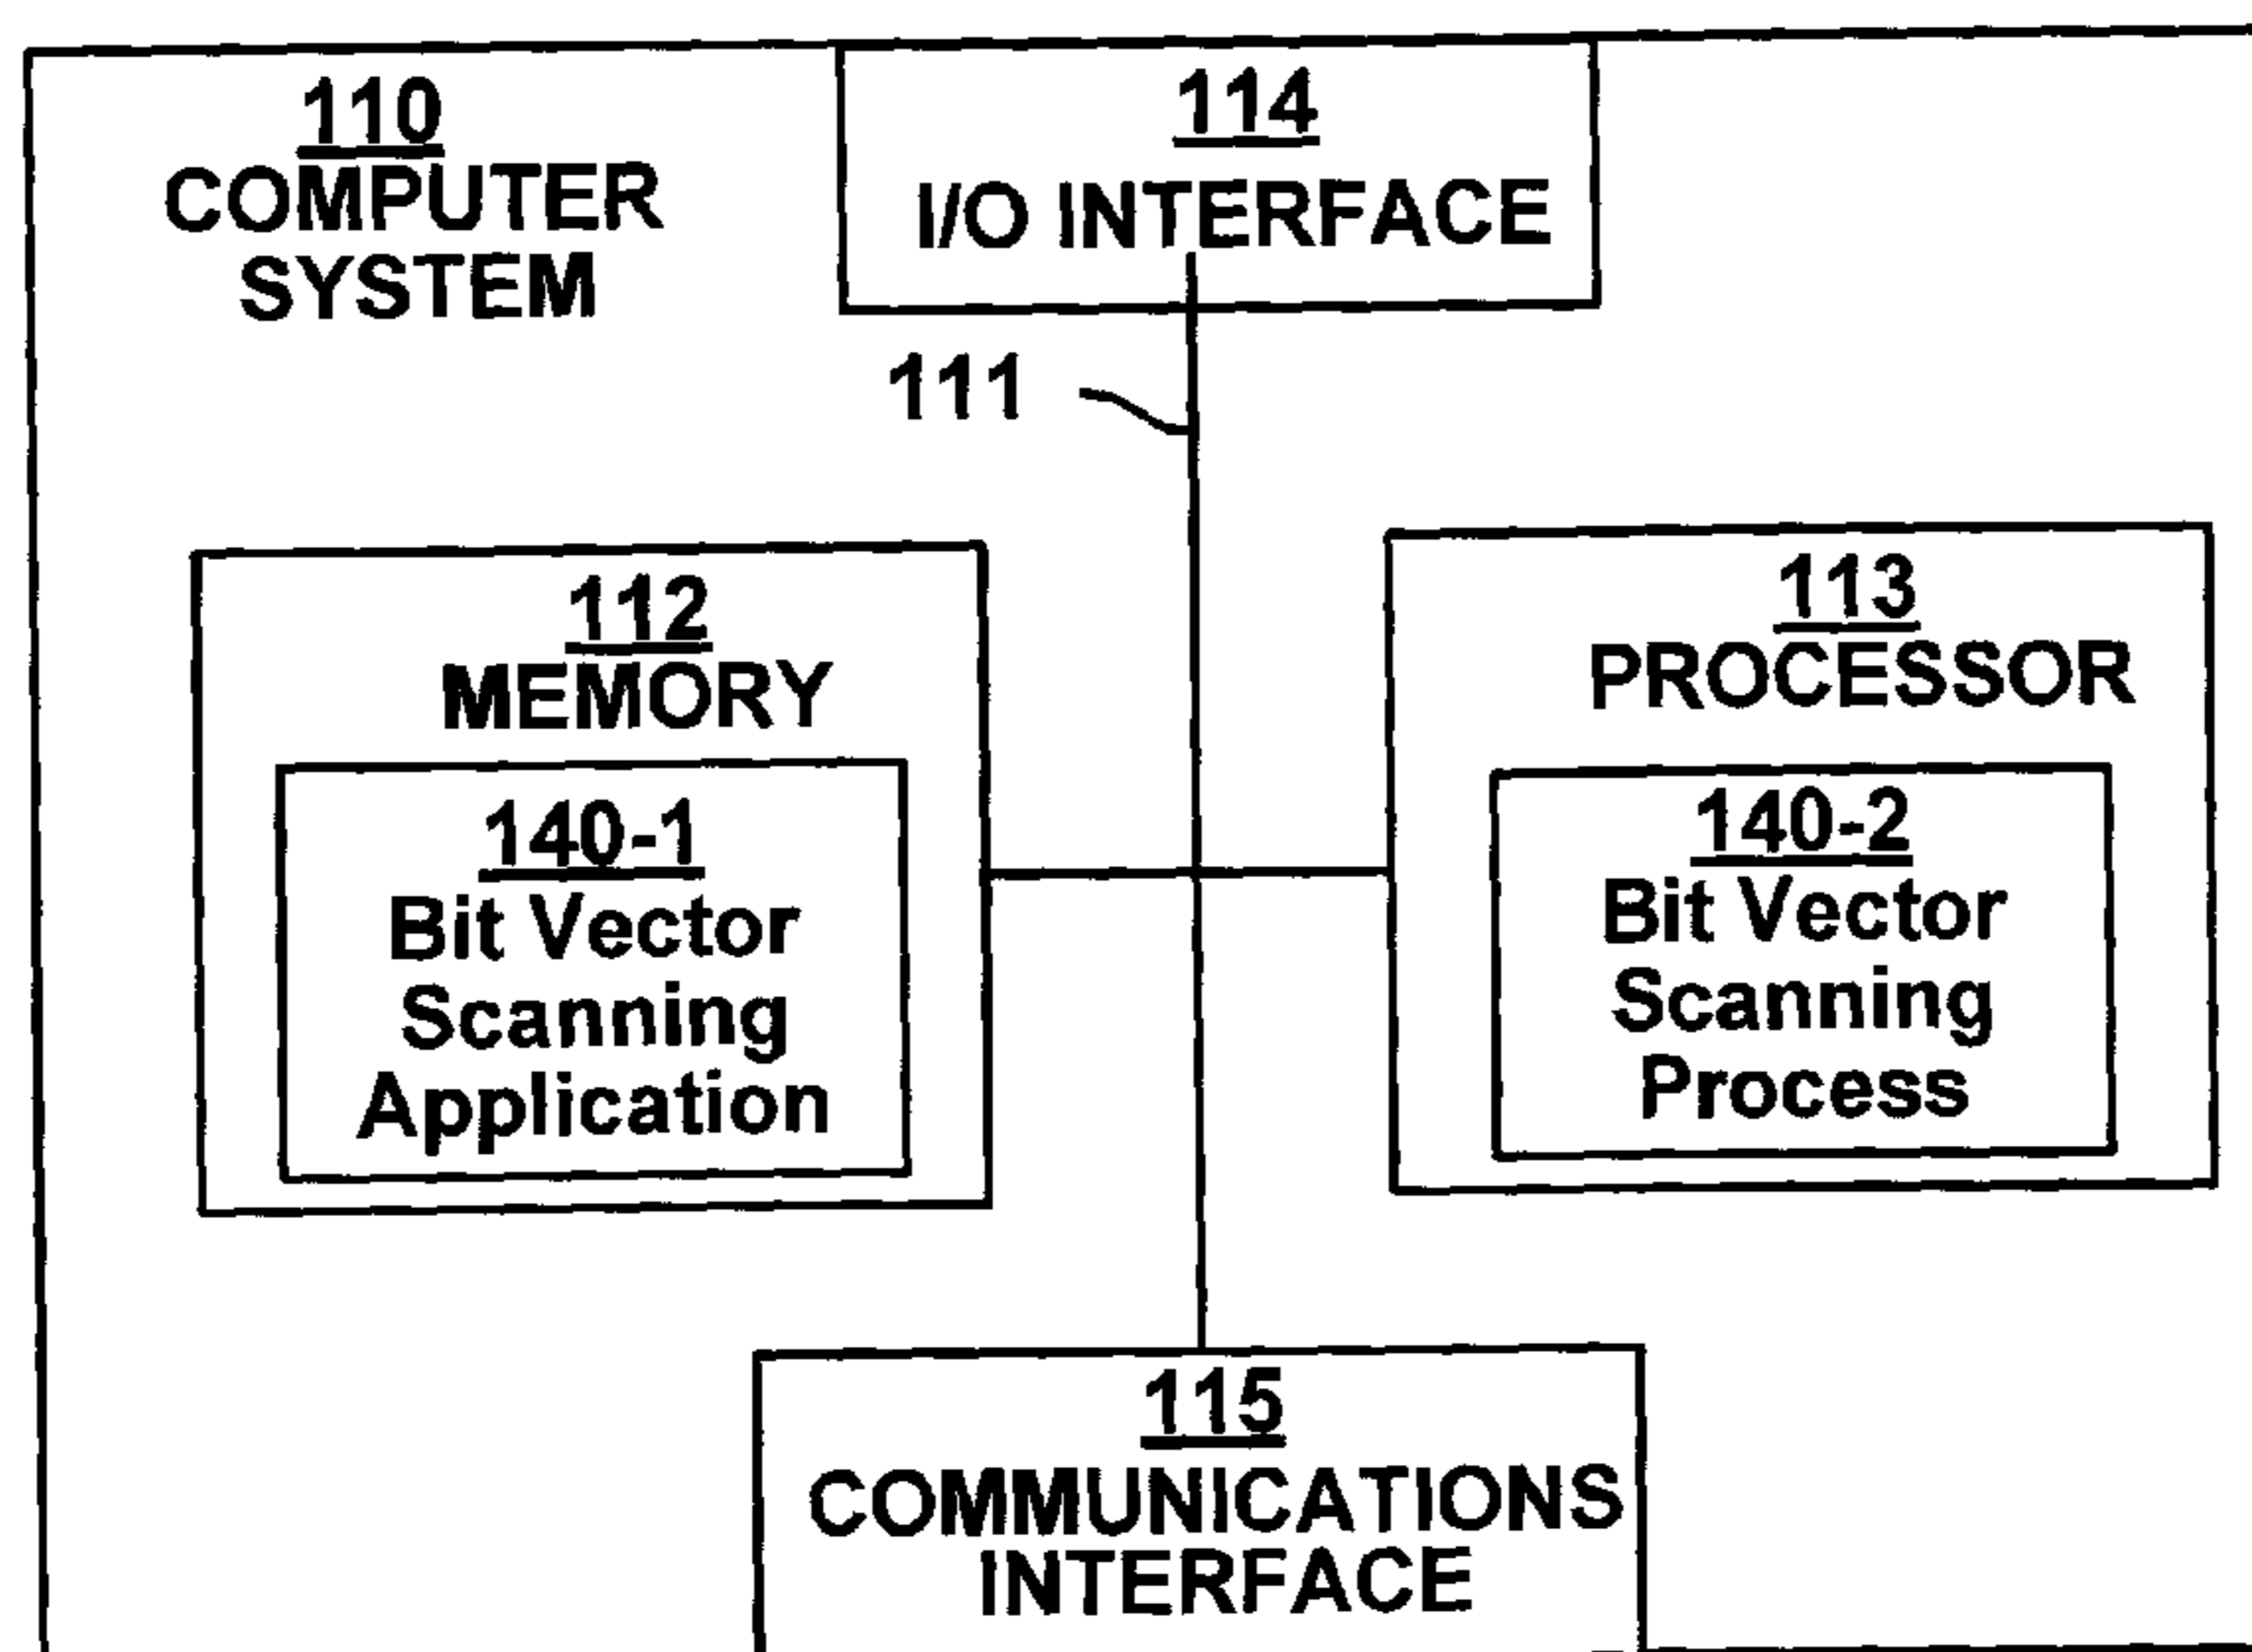 110
COMPUTER
SYSTEM
114
I/O INTERFACE
111
112
MEMORY
140-1
Bit Vector
Scanning
Application
113
PROCESSOR
140-2
Bit Vector
Scanning
Process
115
COMMUNICATIONS
INTERFACE